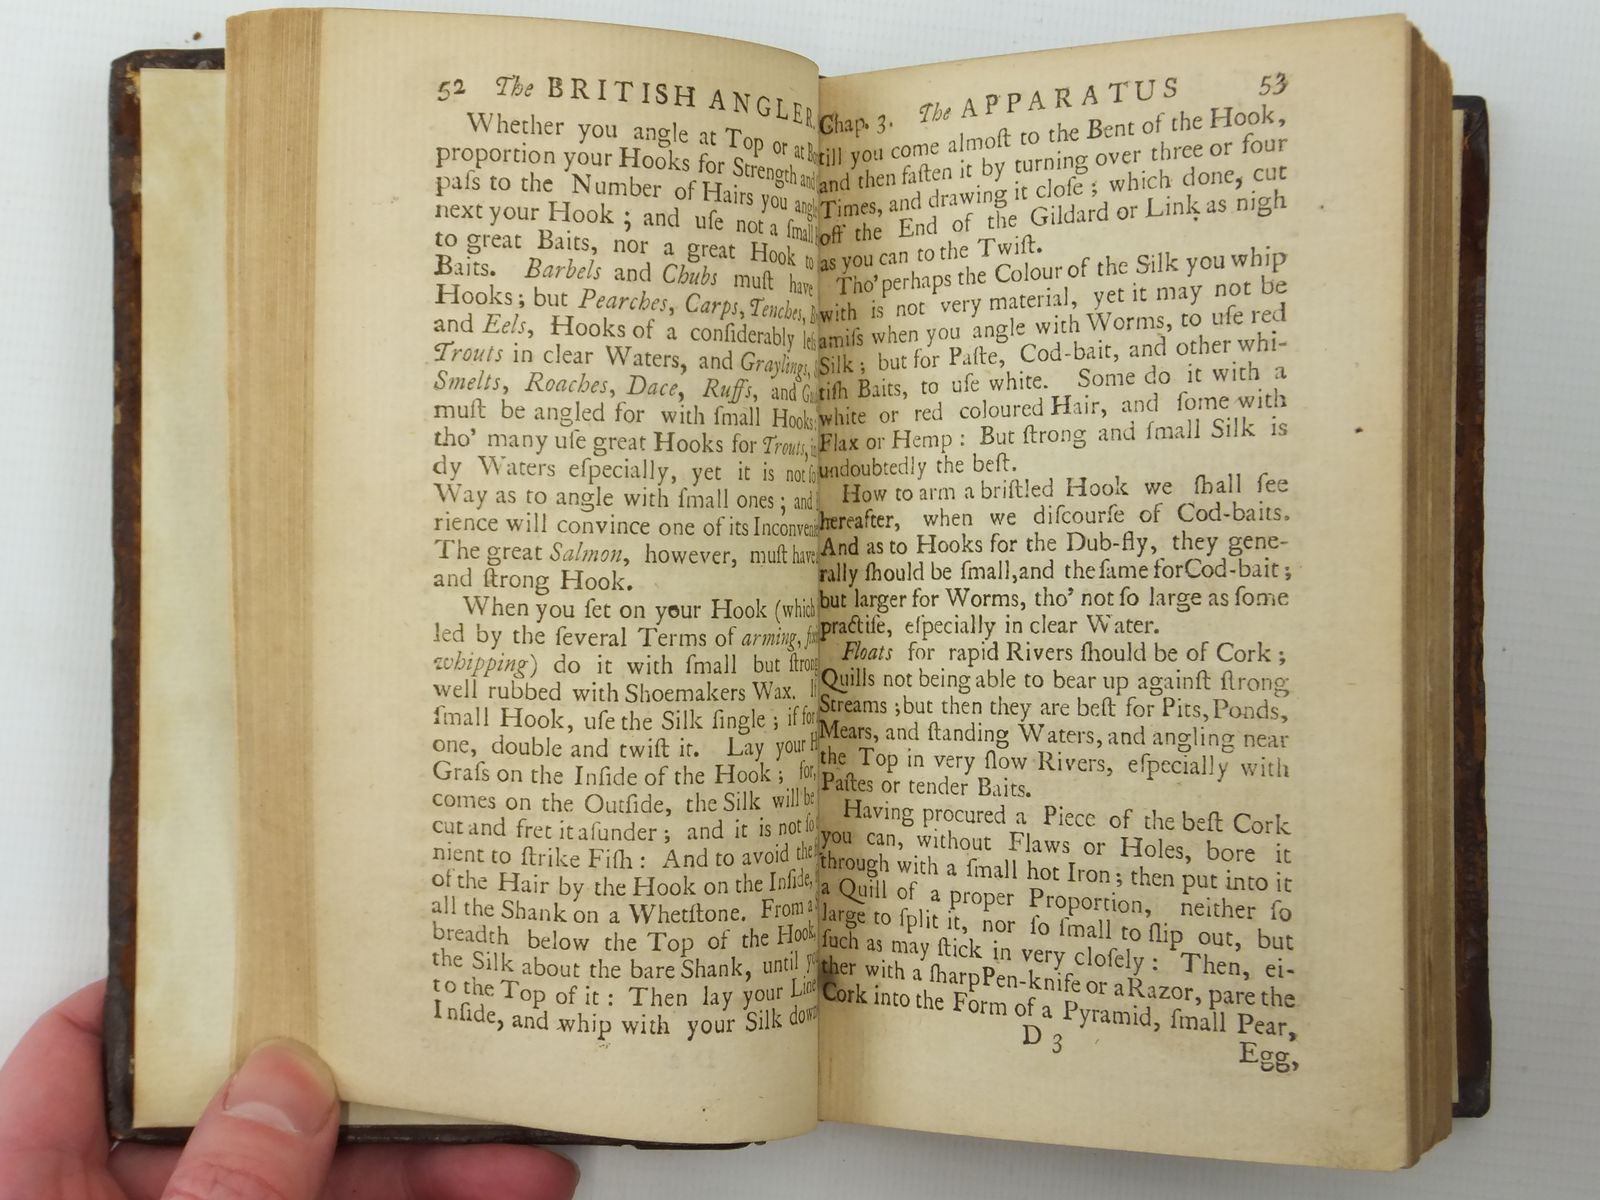 52 The BRITISH ANGLER.
Whether you angle at Top or at
proportion your Hooks for Strength and
paſs to the Number of Hairs you
next your Hook ; and uſe not a ſmall
to great Baits, nor a great Hook to
Baits. Barbels and Chubs muſt have
Hooks ; but Pearches, Carps, Tenches,
and Eels, Hooks of a conſiderably leſs
Trouts in clear Waters, and Graylings,
Smelts, Roaches, Dace, Ruffs, and
muſt be angled for with ſmall Hooks:
tho' many uſe great Hooks for Trouts,
dy Waters eſpecially, yet it is not ſo
Way as to angle with ſmall ones ; and
rience will convince one of its
The great Salmon, however, muſt have
and ſtrong Hook.
When you ſet on your Hook (which
led by the ſeveral Terms of arming,
whipping) do it with ſmall but ſtrong
well rubbed with Shoemakers Wax. If
ſmall Hook, uſe the Silk ſingle ; if for
one, double and twiſt it. Lay your
Graſs on the Inſide of the Hook ; for,
comes on the Outſide, the Silk will be
cut and fret it aſunder ; and it is not ſo
nient to ſtrike Fiſh : And to avoid the
of the Hair by the Hook on the Inſide,
all the Shank on a Whetſtone. From a
breadth below the Top of the Hook,
the Silk about the bare Shank, until
to the Top of it : Then lay your Line
Inſide, and whip with your Silk down
Chap. 3. The APPARATUS 53
till you come almoſt to the Bent of the Hook,
and then faſten it by turning over three or four
Times, and drawing it cloſe ; which done, cut
off the End of the Gildard or Link as nigh
as you can to the Twiſt.
Tho' perhaps the Colour of the Silk you whip
with is not very material, yet it may not be
amiſs when you angle with Worms, to uſe red
Silk ; but for Paſte, Cod-bait, and other whi-
tiſh Baits, to uſe white. Some do it with a
white or red coloured Hair, and ſome with
Flax or Hemp : But ſtrong and ſmall Silk is
undoubtedly the beſt.
How to arm a briſtled Hook we ſhall ſee
hereafter, when we diſcourſe of Cod-baits.
And as to Hooks for the Dub-fly, they gene-
rally ſhould be ſmall, and the ſame for Cod-bait ;
but larger for Worms, tho' not ſo large as ſome
practiſe, eſpecially in clear Water.
Floats for rapid Rivers ſhould be of Cork ;
Quills not being able to bear up againſt ſtrong
Streams ; but then they are beſt for Pits, Ponds,
Mears, and ſtanding Waters, and angling near
the Top in very ſlow Rivers, eſpecially with
Paſtes or tender Baits.
Having procured a Piece of the beſt Cork
you can, without Flaws or Holes, bore it
through with a ſmall hot Iron ; then put into it
a Quill of a proper Proportion, neither ſo
large to ſplit it, nor ſo ſmall to ſlip out, but
ſuch as may ſtick in very cloſely : Then, ei-
ther with a ſharp Pen-knife or a Razor, pare the
Cork into the Form of a Pyramid, ſmall Pear,
D 3
Egg,